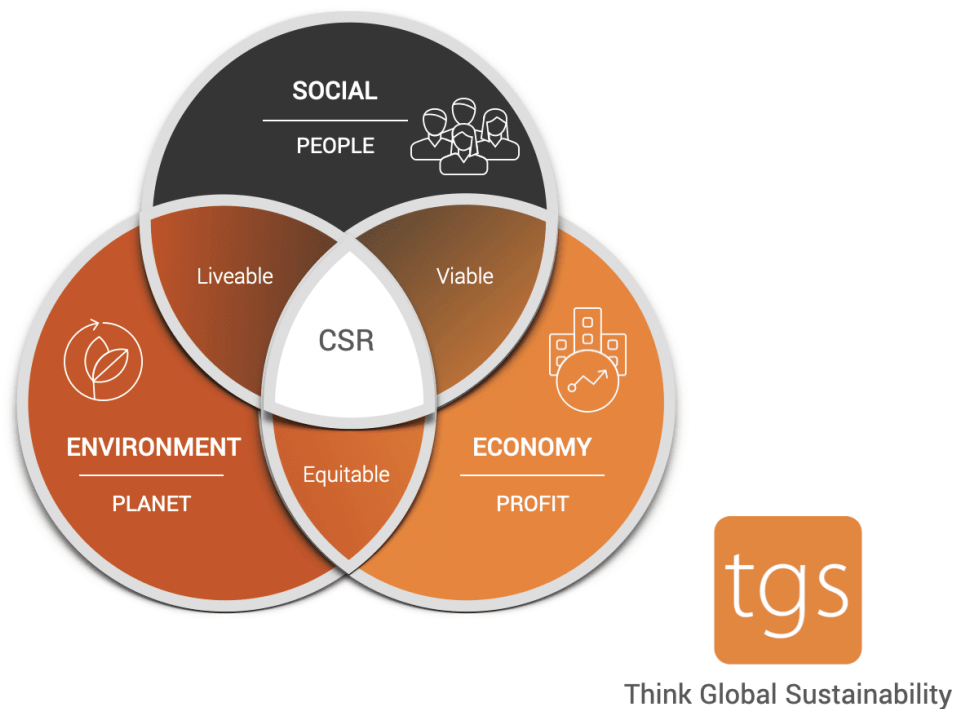 SOCIAL
PEOPLE
Liveable
Viable
CSR
ENVIRONMENT
PLANET
Equitable
ECONOMY
PROFIT
tgs
Think Global Sustainability